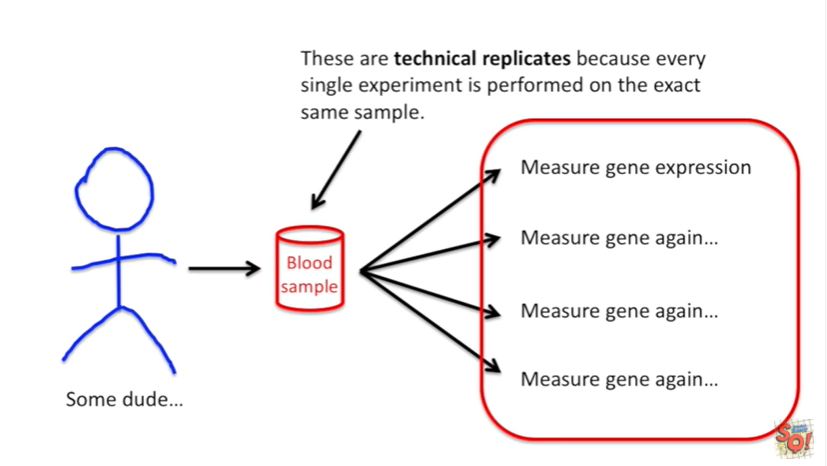 These are technical replicates because every
single experiment is performed on the exact
same sample.
Measure gene expression
Measure gene again...
Blood
sample
Measure gene again...
Measure gene again...
Some dude...
SQ!